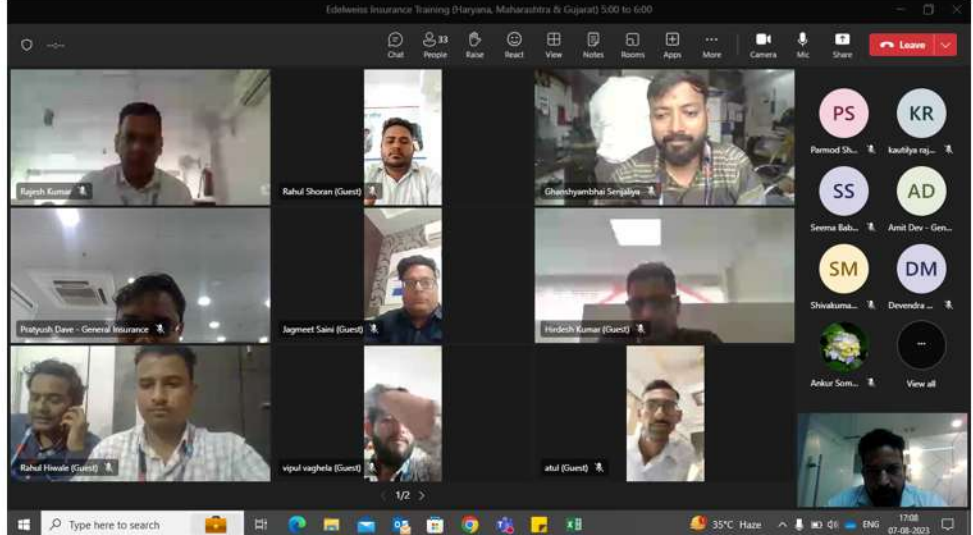 Edelweiss Insurance Training (Haryana, Maharashtra & Gujarat) 5:00 to 6:00
--:--
Chat
33
People
Raise
React
View
Notes
Rooms
Apps
More
Camera
Mic
Share
Leave
Rajesh Kumar
Rahul Shoran (Guest)
Ghanshyambhai Senjaliya
Pratyush Dave - General Insurance
Jagmeet Saini (Guest)
Hirdesh Kumar (Guest)
Rahul Hiwale (Guest)
vipul vaghela (Guest)
atul (Guest)
PS
KR
Parmod Sh...
kautilya raj...
SS
AD
Seema Bab...
Amit Dev - Gen...
SM
DM
Shivakuma...
Devendra ...
Ankur Som...
View all
1/2
Type here to search
35°C Haze
ENG
17:08
07-08-2023